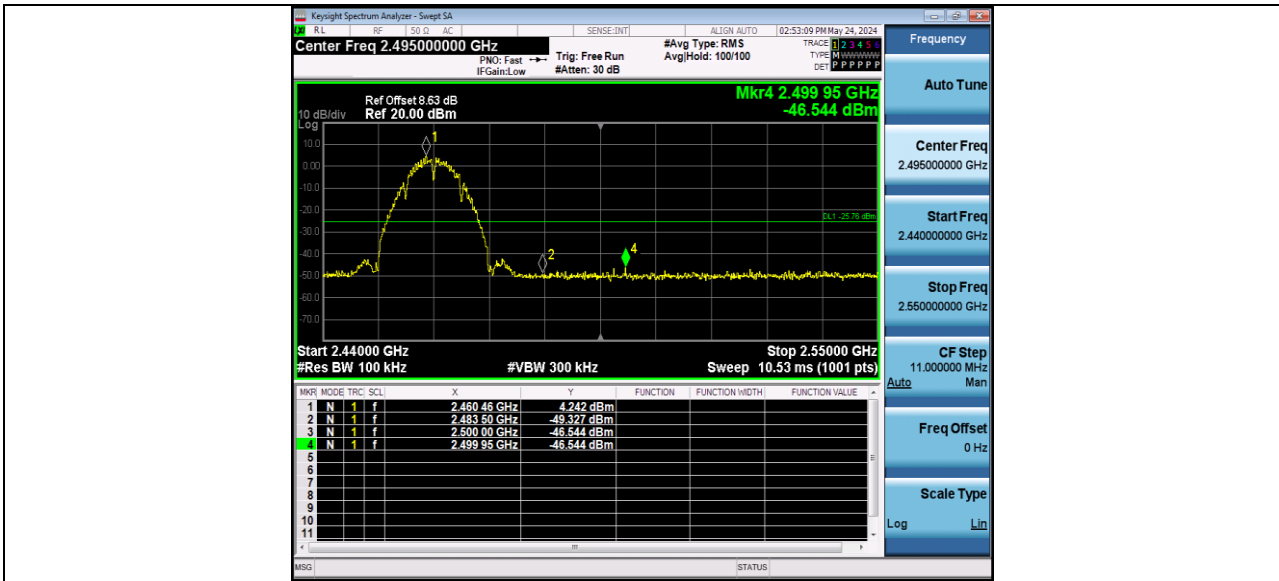 Keysight Spectrum Analyzer - Swept SA
RL RF 50 Ω AC SENSE:INT ALIGN AUTO 02:53:09 PM May 24, 2024
Center Freq 2.495000000 GHz
PNO: Fast
IFGain:Low
Trig: Free Run
#Atten: 30 dB
#Avg Type: RMS
Avg|Hold: 100/100
TRACE 1 2 3 4 5 6
TYPE M WWWWW
DET P P P P P P
Ref Offset 8.63 dB
10 dB/div Ref 20.00 dBm
Log
Mkr4 2.499 95 GHz
-46.544 dBm
10.0
0.00
-10.0
-20.0
-30.0
-40.0
-50.0
-60.0
-70.0
1
2
4
DL1 -25.76 dBm
Start 2.44000 GHz Stop 2.55000 GHz
#Res BW 100 kHz #VBW 300 kHz Sweep 10.53 ms (1001 pts)
MKR MODE TRC SCL X Y FUNCTION FUNCTION WIDTH FUNCTION VALUE
1 N 1 f 2.460 46 GHz 4.242 dBm
2 N 1 f 2.483 50 GHz -49.327 dBm
3 N 1 f 2.500 00 GHz -46.544 dBm
4 N 1 f 2.499 95 GHz -46.544 dBm
5
6
7
8
9
10
11
MSG STATUS
Frequency
Auto Tune
Center Freq
2.495000000 GHz
Start Freq
2.440000000 GHz
Stop Freq
2.550000000 GHz
CF Step
11.000000 MHz
Auto Man
Freq Offset
0 Hz
Scale Type
Log Lin